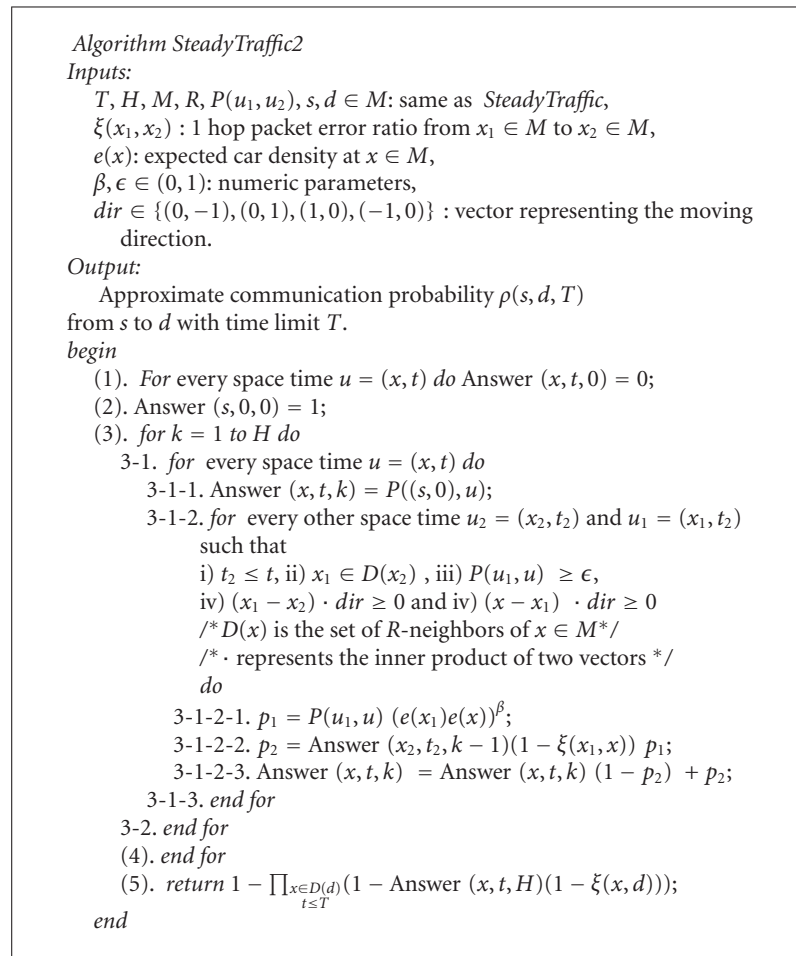 Algorithm SteadyTraffic2
Inputs:
T, H, M, R, P(u₁, u₂), s, d ∈ M: same as SteadyTraffic,
ξ(x₁, x₂) : 1 hop packet error ratio from x₁ ∈ M to x₂ ∈ M,
e(x): expected car density at x ∈ M,
β, ϵ ∈ (0, 1): numeric parameters,
dir ∈ {(0, −1), (0, 1), (1, 0), (−1, 0)} : vector representing the moving
direction.
Output:
Approximate communication probability ρ(s, d, T)
from s to d with time limit T.
begin
(1). For every space time u = (x, t) do Answer (x, t, 0) = 0;
(2). Answer (s, 0, 0) = 1;
(3). for k = 1 to H do
3-1. for every space time u = (x, t) do
3-1-1. Answer (x, t, k) = P((s, 0), u);
3-1-2. for every other space time u₂ = (x₂, t₂) and u₁ = (x₁, t₂)
such that
i) t₂ ≤ t, ii) x₁ ∈ D(x₂) , iii) P(u₁, u) ≥ ϵ,
iv) (x₁ − x₂) · dir ≥ 0 and iv) (x − x₁) · dir ≥ 0
/*D(x) is the set of R-neighbors of x ∈ M*/
/* · represents the inner product of two vectors */
do
3-1-2-1. p₁ = P(u₁, u) (e(x₁)e(x))^β;
3-1-2-2. p₂ = Answer (x₂, t₂, k − 1)(1 − ξ(x₁, x)) p₁;
3-1-2-3. Answer (x, t, k) = Answer (x, t, k) (1 − p₂) + p₂;
3-1-3. end for
3-2. end for
(4). end for
(5). return 1 − ∏_{x∈D(d) t≤T}(1 − Answer (x, t, H)(1 − ξ(x, d)));
end